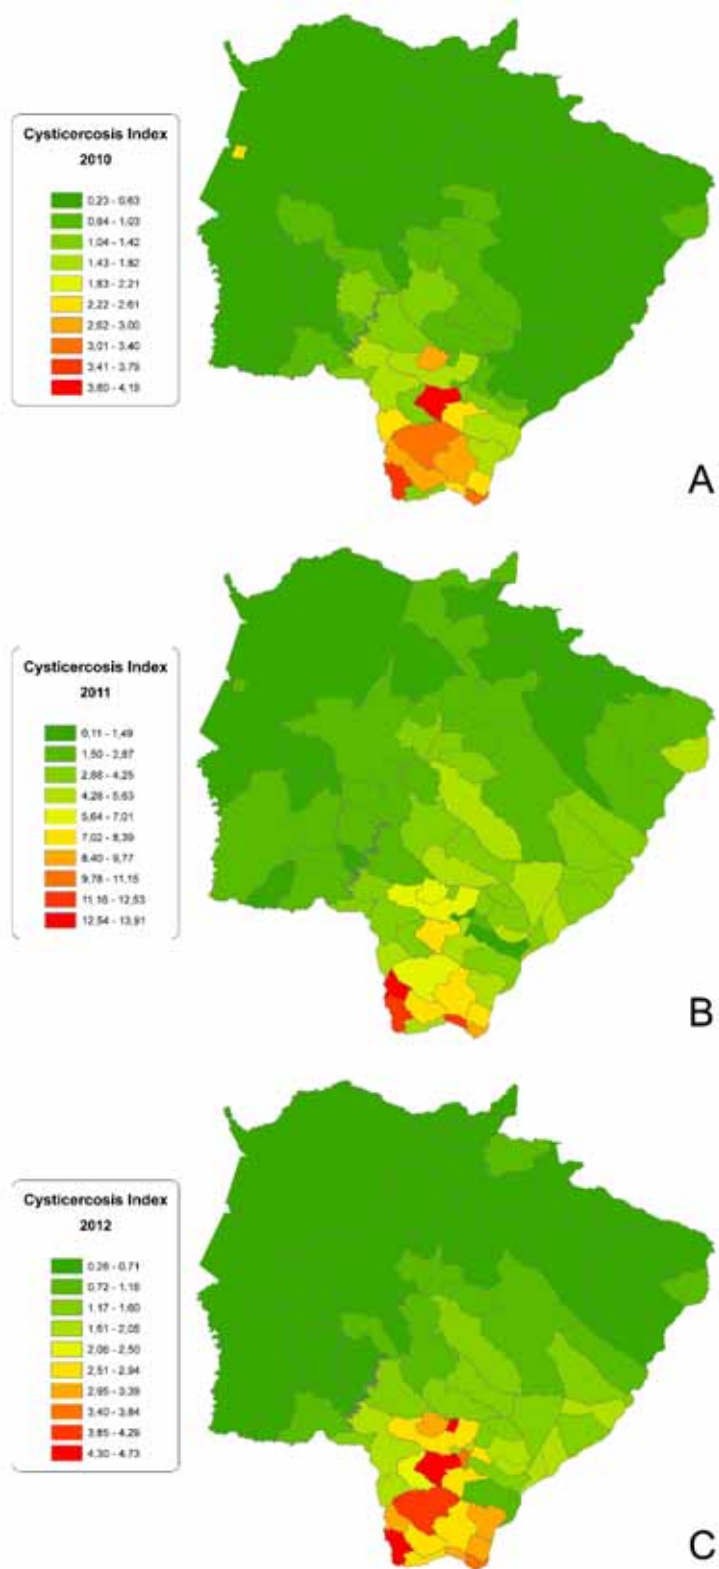 Cysticercosis Index
2010
0,23 - 0,63
0,64 - 1,03
1,04 - 1,42
1,43 - 1,82
1,83 - 2,21
2,22 - 2,61
2,62 - 3,00
3,01 - 3,40
3,41 - 3,79
3,80 - 4,19
A
Cysticercosis Index
2011
0,11 - 1,49
1,50 - 2,87
2,88 - 4,25
4,26 - 5,63
5,64 - 7,01
7,02 - 8,39
8,40 - 9,77
9,78 - 11,15
11,16 - 12,53
12,54 - 13,91
B
Cysticercosis Index
2012
0,26 - 0,71
0,72 - 1,16
1,17 - 1,60
1,61 - 2,05
2,06 - 2,50
2,51 - 2,94
2,95 - 3,39
3,40 - 3,84
3,85 - 4,29
4,30 - 4,73
C